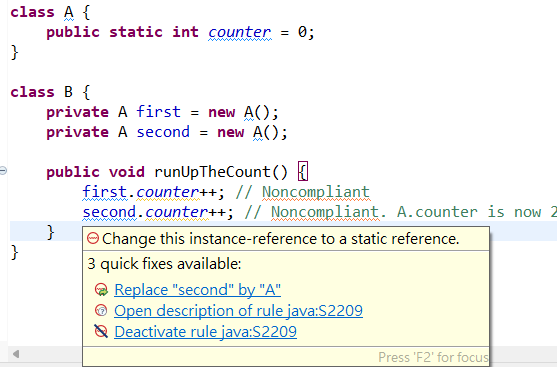 class A {
    public static int counter = 0;
}
class B {
    private A first = new A();
    private A second = new A();
    public void runUpTheCount() {
        first.counter++; // Noncompliant
        second.counter++; // Noncompliant. A.counter is now 2
    }
}
Change this instance-reference to a static reference.
3 quick fixes available:
Replace "second" by "A"
Open description of rule java:S2209
Deactivate rule java:S2209
Press 'F2' for focus